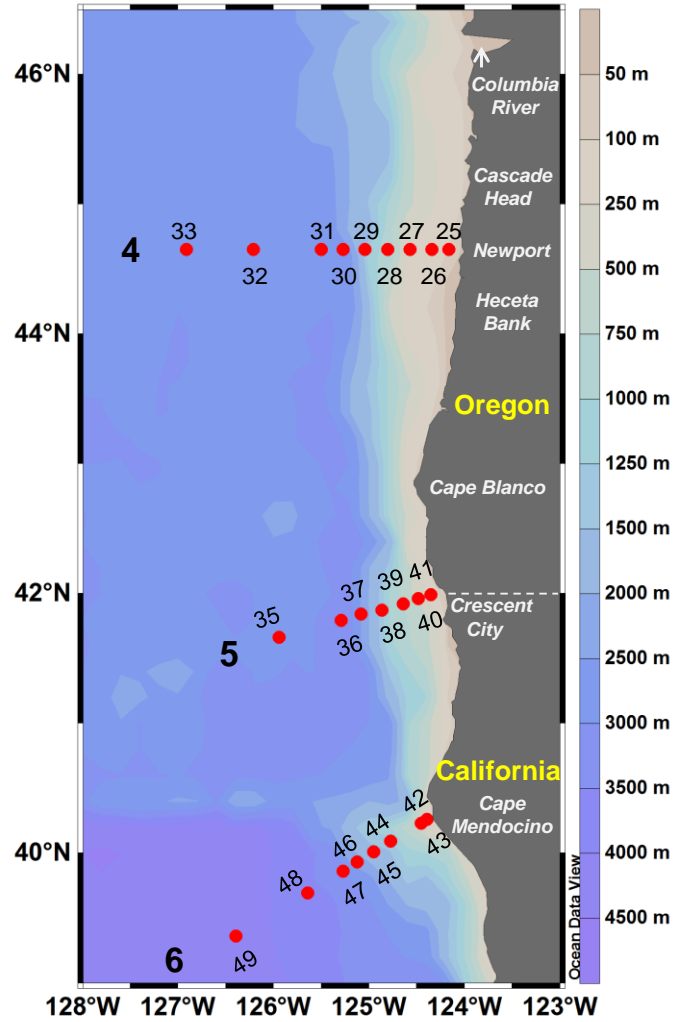 46°N
44°N
42°N
40°N
128°W
127°W
126°W
125°W
124°W
123°W
Columbia
River
Cascade
Head
33
31
29
27
25
4
Newport
32
30
28
26
Heceta
Bank
Oregon
Cape Blanco
41
39
37
35
Crescent
City
40
38
36
5
California
42
Cape
Mendocino
44
43
46
45
48
47
49
6
Ocean Data View
50 m
100 m
250 m
500 m
750 m
1000 m
1250 m
1500 m
2000 m
2500 m
3000 m
3500 m
4000 m
4500 m